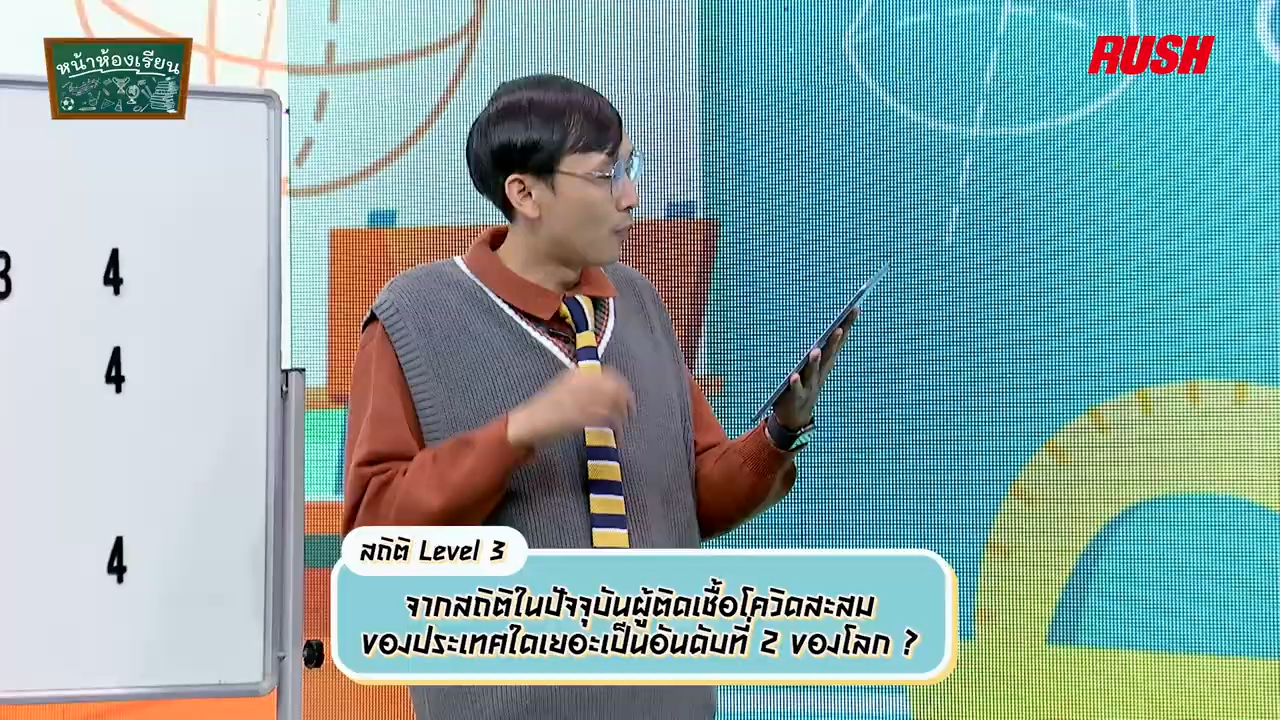 หน้าห้องเรียน
RUSH
3 4
4
4
สถิติ Level 3
จากสถิติในปัจจุบันผู้ติดเชื้อโควิดสะสม
ของประเทศใดเยอะเป็นอันดับที่ 2 ของโลก ?